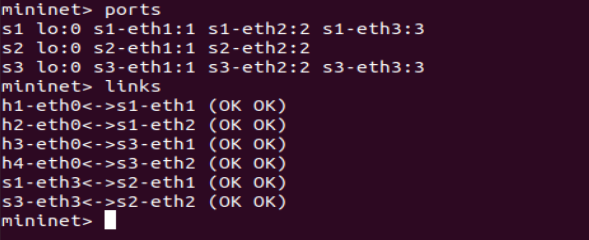 mininet> ports
s1 lo:0 s1-eth1:1 s1-eth2:2 s1-eth3:3
s2 lo:0 s2-eth1:1 s2-eth2:2
s3 lo:0 s3-eth1:1 s3-eth2:2 s3-eth3:3
mininet> links
h1-eth0<->s1-eth1 (OK OK)
h2-eth0<->s1-eth2 (OK OK)
h3-eth0<->s3-eth1 (OK OK)
h4-eth0<->s3-eth2 (OK OK)
s1-eth3<->s2-eth1 (OK OK)
s3-eth3<->s2-eth2 (OK OK)
mininet>